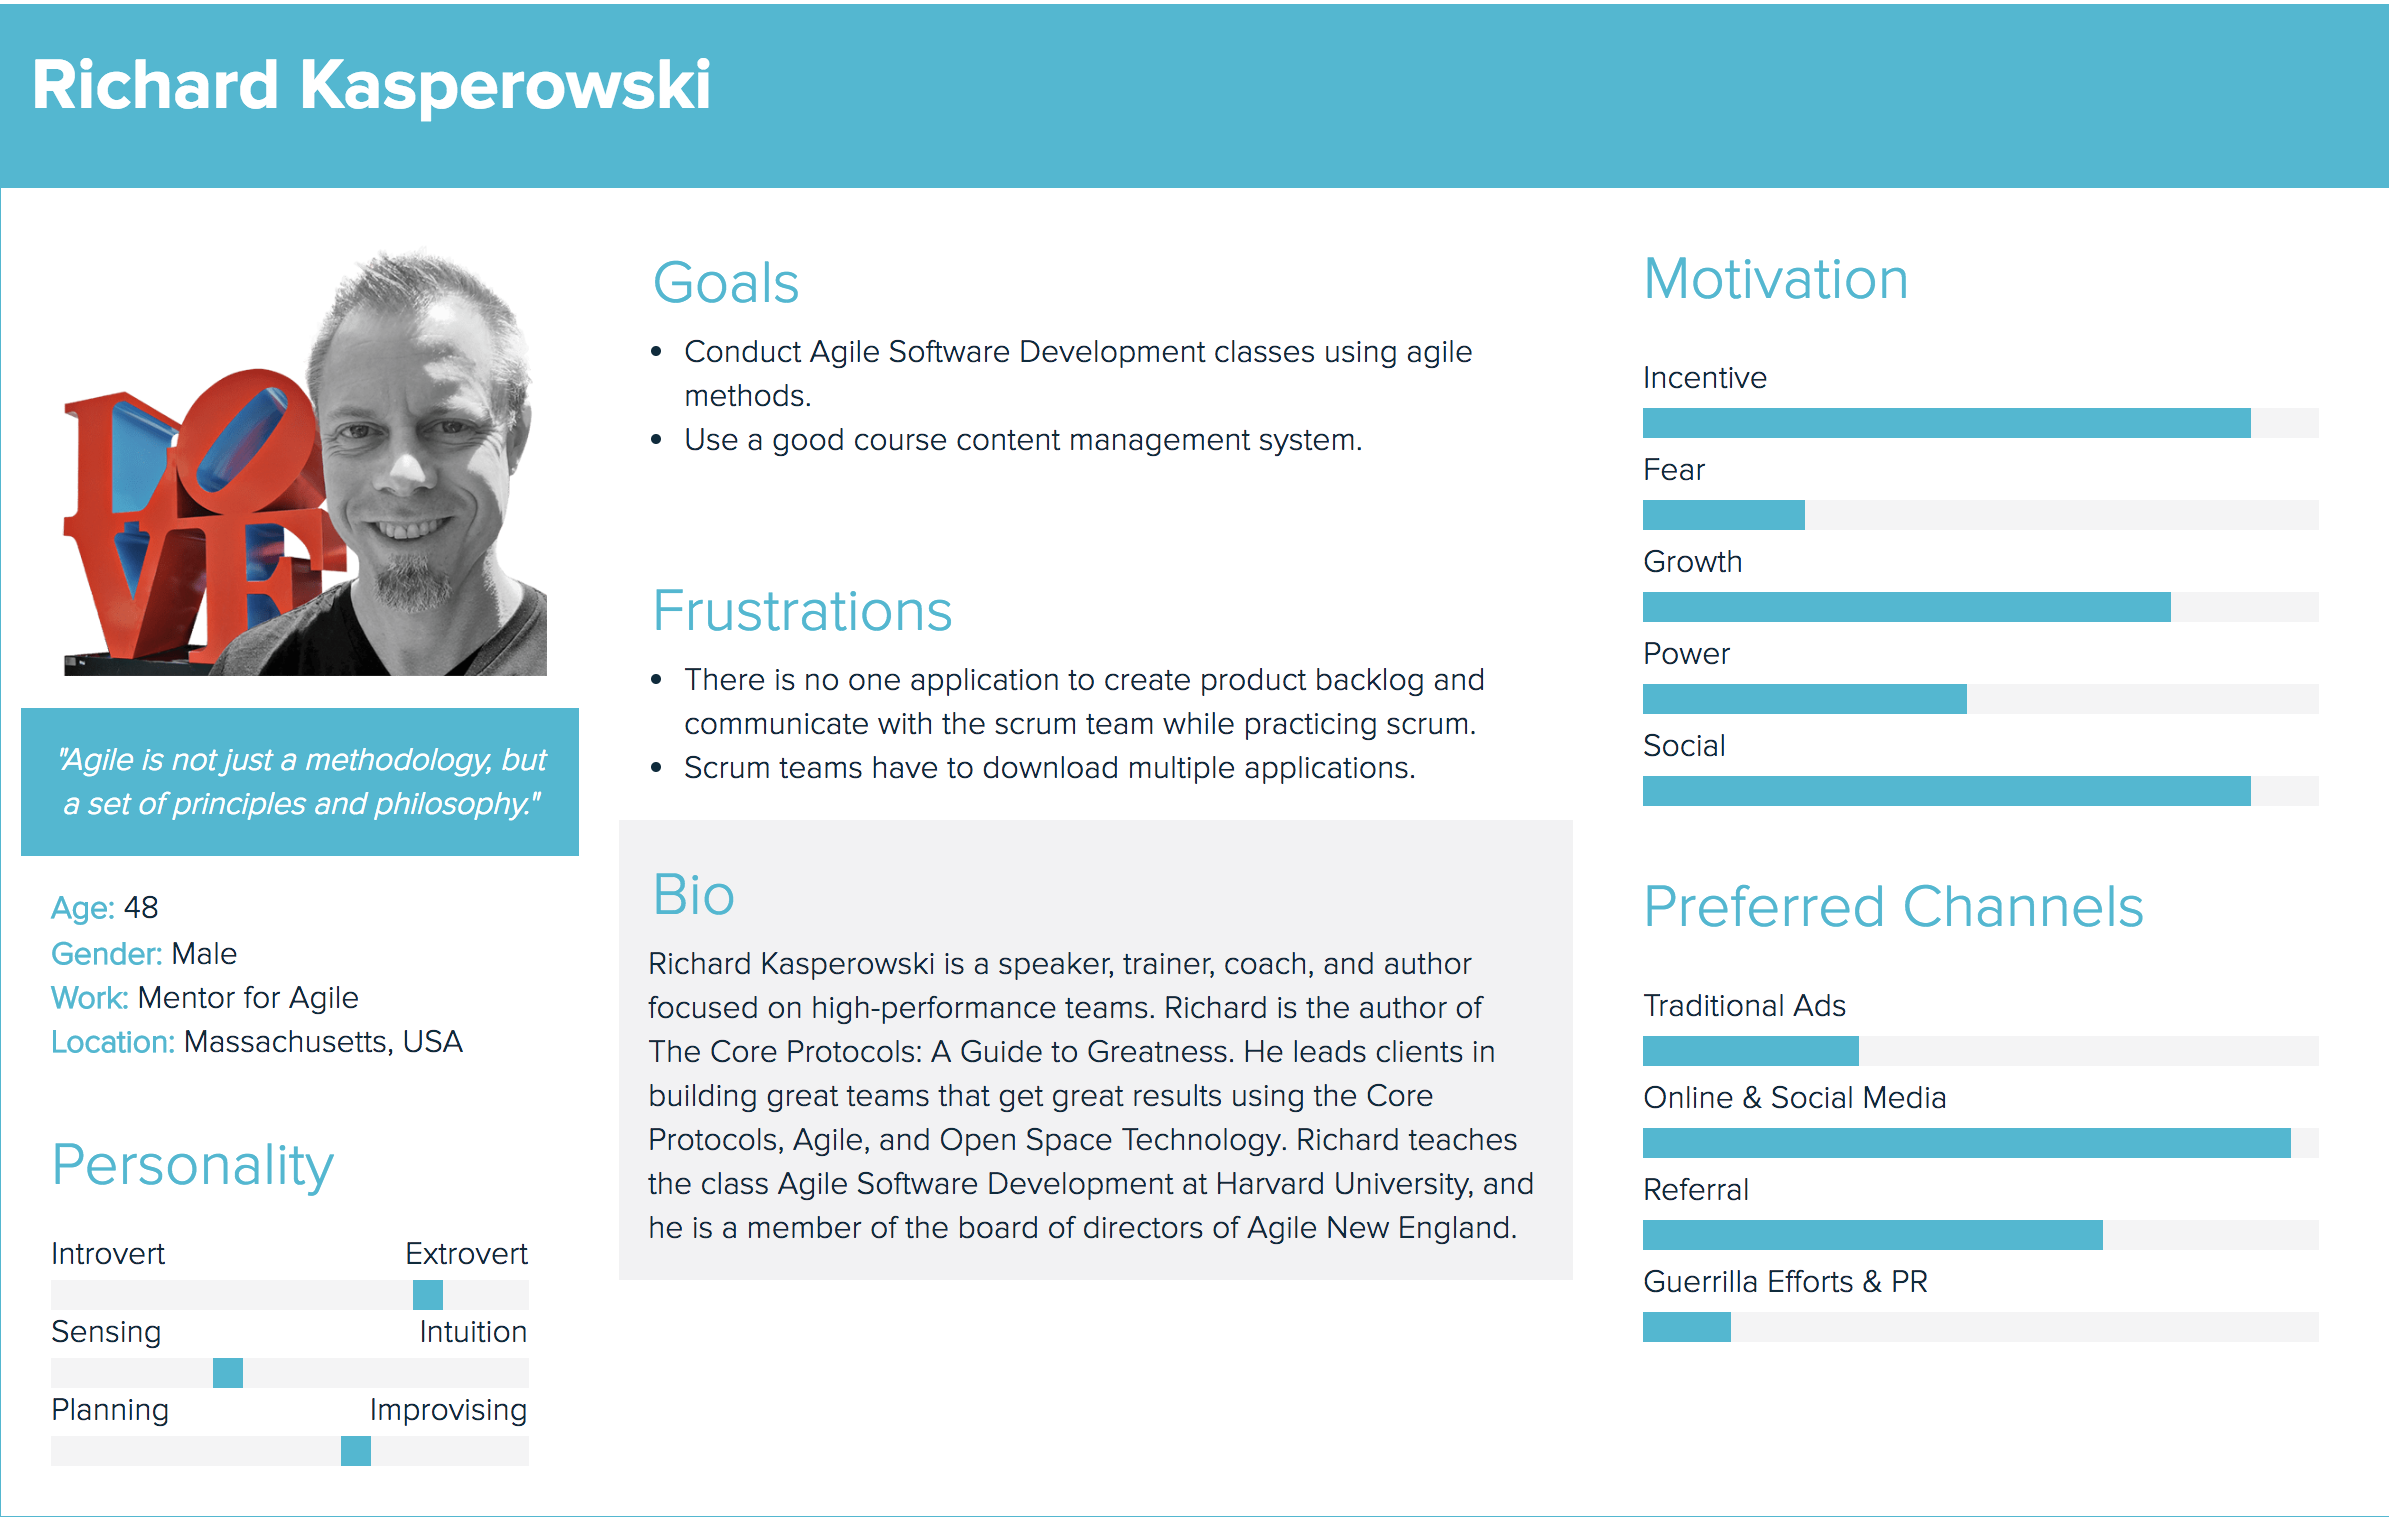 Richard Kasperowski
LOVE
"Agile is not just a methodology, but
a set of principles and philosophy."
Age: 48
Gender: Male
Work: Mentor for Agile
Location: Massachusetts, USA
Personality
Introvert Extrovert
Sensing Intuition
Planning Improvising
Goals
• Conduct Agile Software Development classes using agile
methods.
• Use a good course content management system.
Frustrations
• There is no one application to create product backlog and
communicate with the scrum team while practicing scrum.
• Scrum teams have to download multiple applications.
Bio
Richard Kasperowski is a speaker, trainer, coach, and author
focused on high-performance teams. Richard is the author of
The Core Protocols: A Guide to Greatness. He leads clients in
building great teams that get great results using the Core
Protocols, Agile, and Open Space Technology. Richard teaches
the class Agile Software Development at Harvard University, and
he is a member of the board of directors of Agile New England.
Motivation
Incentive
Fear
Growth
Power
Social
Preferred Channels
Traditional Ads
Online & Social Media
Referral
Guerrilla Efforts & PR